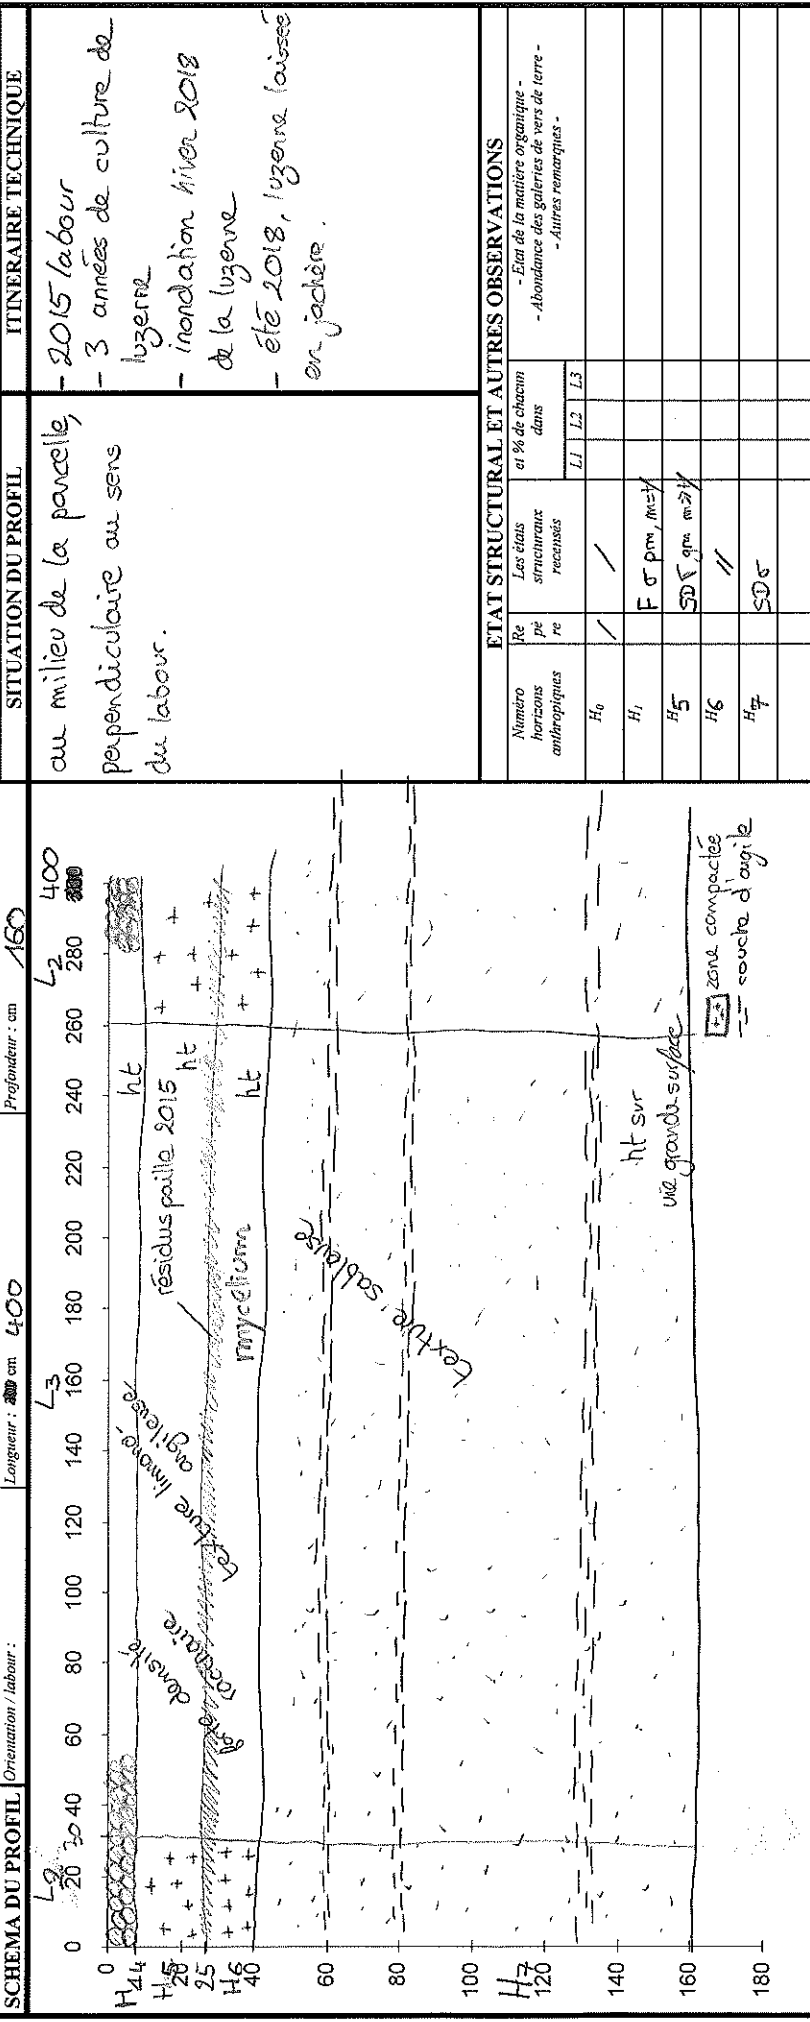 SCHEMA DU PROFIL
Orientation / labour :
Longueur : cm 400
Profondeur : cm 160
SITUATION DU PROFIL
ITINERAIRE TECHNIQUE
au milieu de la parcelle,
perpendiculaire au sens
du labour.
- 2015 labour
- 3 années de culture de
luzerne
- inondation hiver 2018
de la luzerne
- été 2018, luzerne laissée
en jachère.
L2 L3 L2
0 20 30 40 60 80 100 120 140 160 180 200 220 240 260 280 400
0
20
25
40
60
80
100
120
140
160
180
H5
H6
H7
forte densité
racinaire
texture limono-
argileuse
résidus paille 2015
mycélium
ht
ht
ht
texture sableuse
ht sur
une grande surface
++ zone compactée
== couche d'argile
ETAT STRUCTURAL ET AUTRES OBSERVATIONS
Numéro
horizons
anthropiques
Re
pè
re
Les états
structuraux
recensés
et % de chacun
dans
L1 L2 L3
- Etat de la matière organique -
- Abondance des galeries de vers de terre -
- Autres remarques -
H0 / /
H1
H5
H6 //
H7